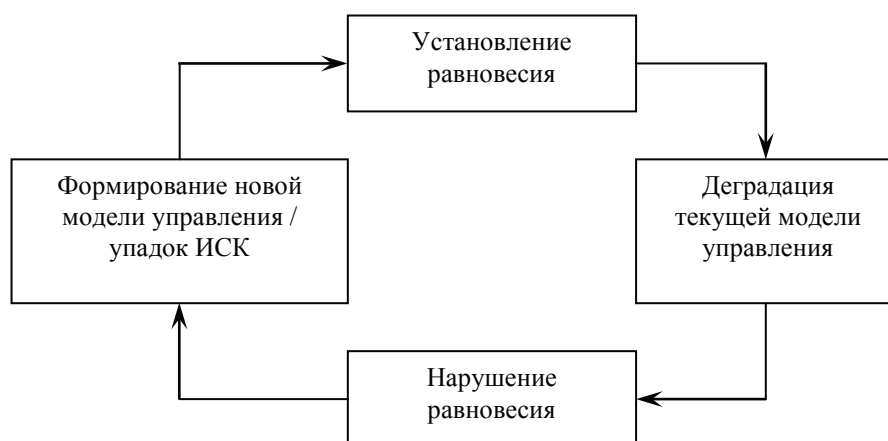 Установление
равновесия
Формирование новой
модели управления /
упадок ИСК
Деградация
текущей модели
управления
Нарушение
равновесия